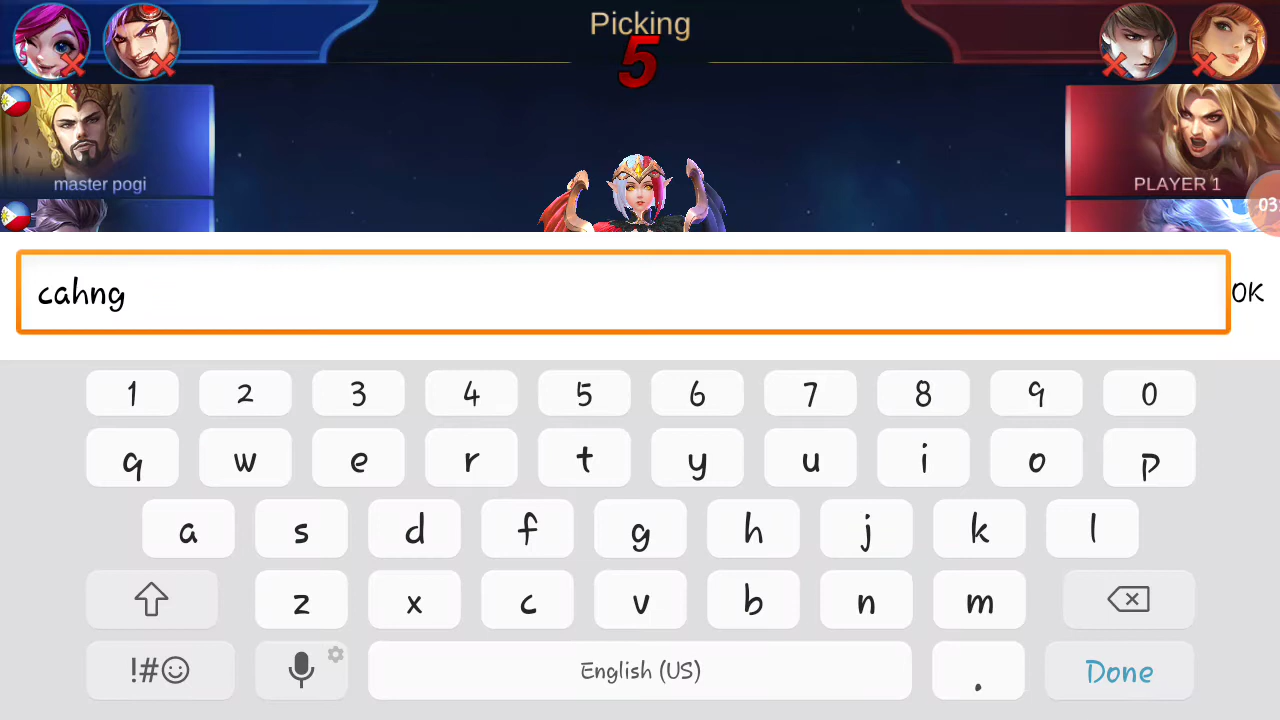 Picking
5
master pogi
PLAYER 1
03
cahng
OK
1 2 3 4 5 6 7 8 9 0
q w e r t y u i o p
a s d f g h j k l
z x c v b n m
!#☺ English (US) . Done